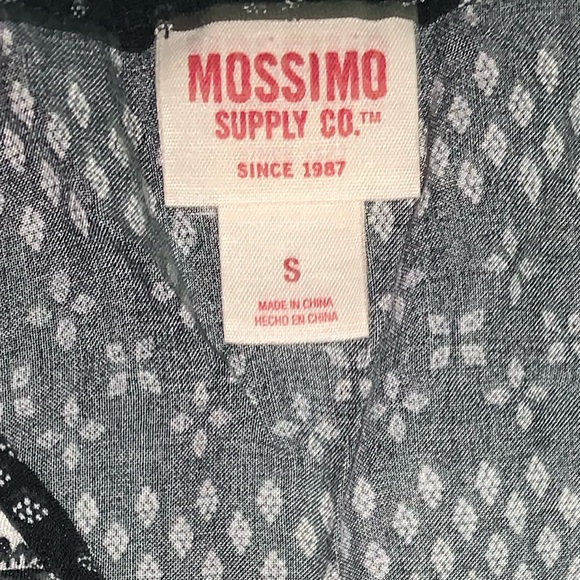 MOSSIMO
SUPPLY CO.™
SINCE 1987
S
MADE IN CHINA
HECHO EN CHINA